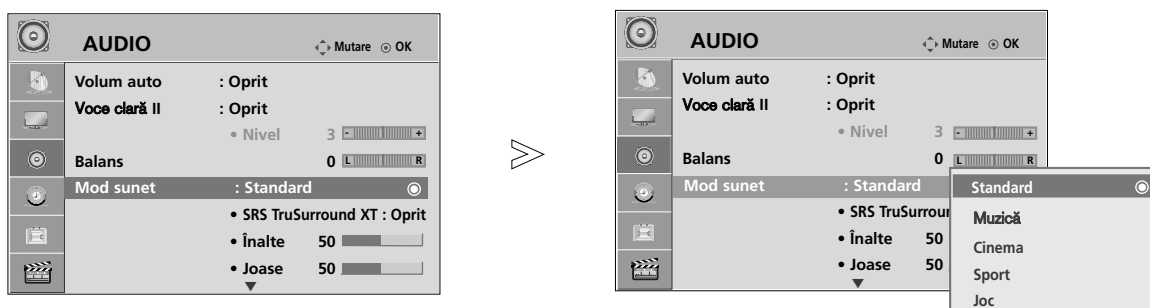 AUDIO
Mutare OK
Volum auto : Oprit
Voce clară II : Oprit
• Nivel 3 - +
Balans 0 L R
Mod sunet : Standard
• SRS TruSurround XT : Oprit
• Înalte 50
• Joase 50
AUDIO
Mutare OK
Volum auto : Oprit
Voce clară II : Oprit
• Nivel 3 - +
Balans 0 L R
Mod sunet : Standard
• SRS TruSurroun
• Înalte 50
• Joase 50
Standard
Muzică
Cinema
Sport
Joc